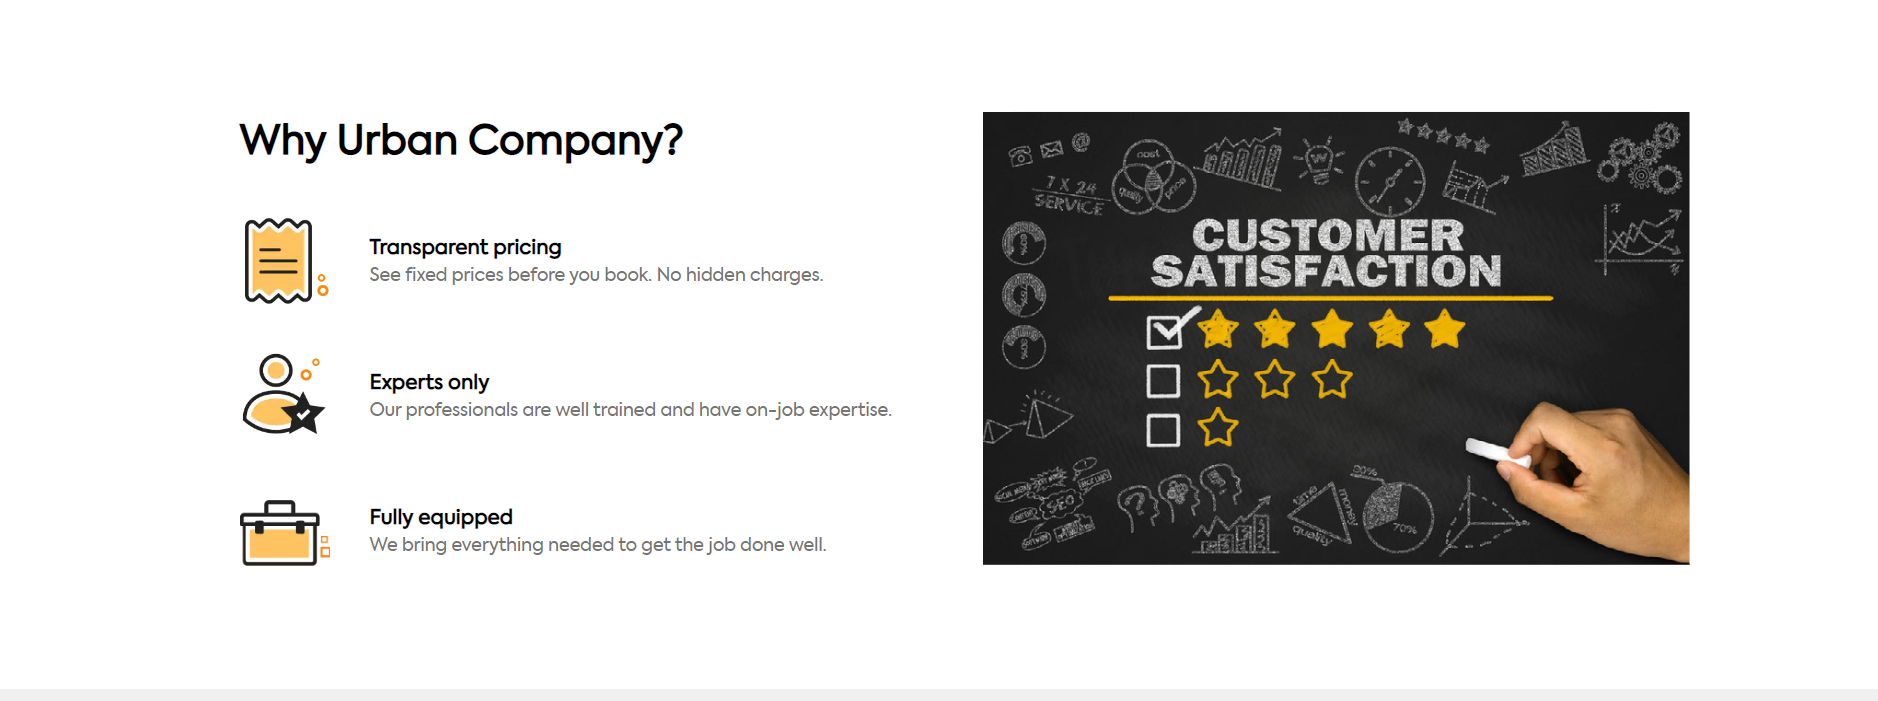 Why Urban Company?
Transparent pricing
See fixed prices before you book. No hidden charges.
Experts only
Our professionals are well trained and have on-job expertise.
Fully equipped
We bring everything needed to get the job done well.
@
7 X 24
SERVICE
cost
quality
price
W
CUSTOMER
SATISFACTION
SEO
time
money
quality
30%
70%